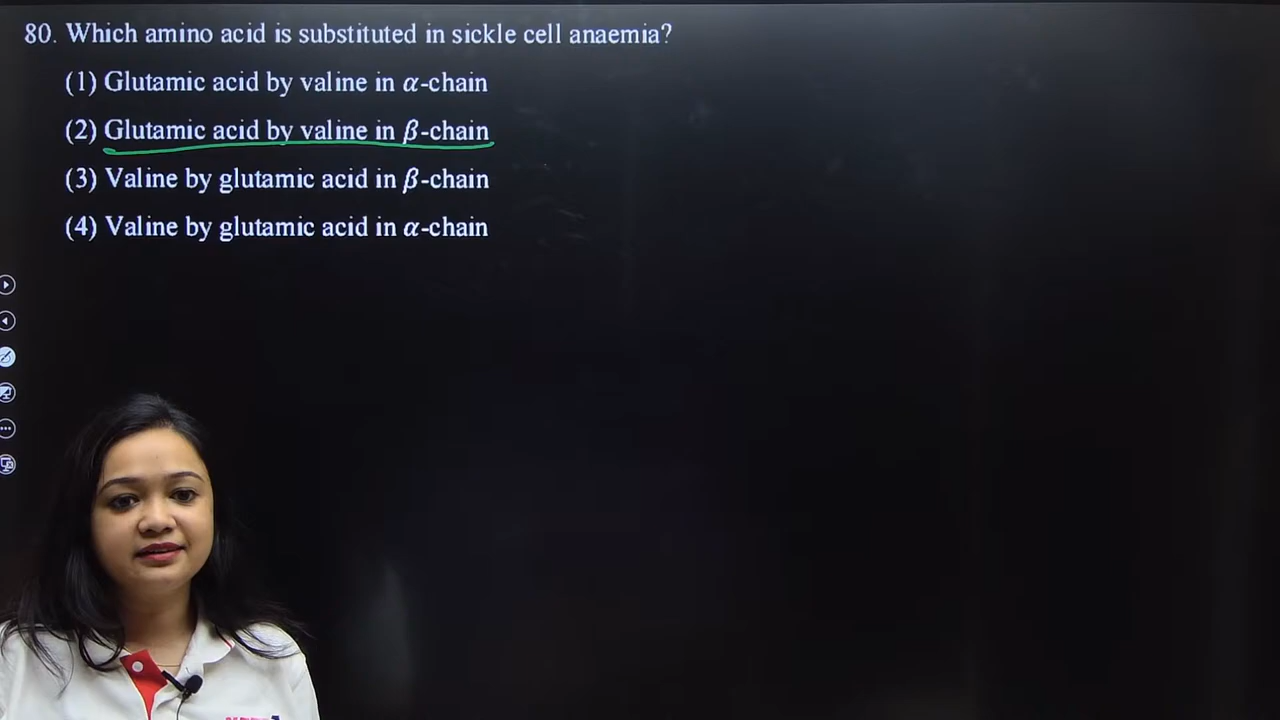 80. Which amino acid is substituted in sickle cell anaemia?
(1) Glutamic acid by valine in α-chain
(2) Glutamic acid by valine in β-chain
(3) Valine by glutamic acid in β-chain
(4) Valine by glutamic acid in α-chain